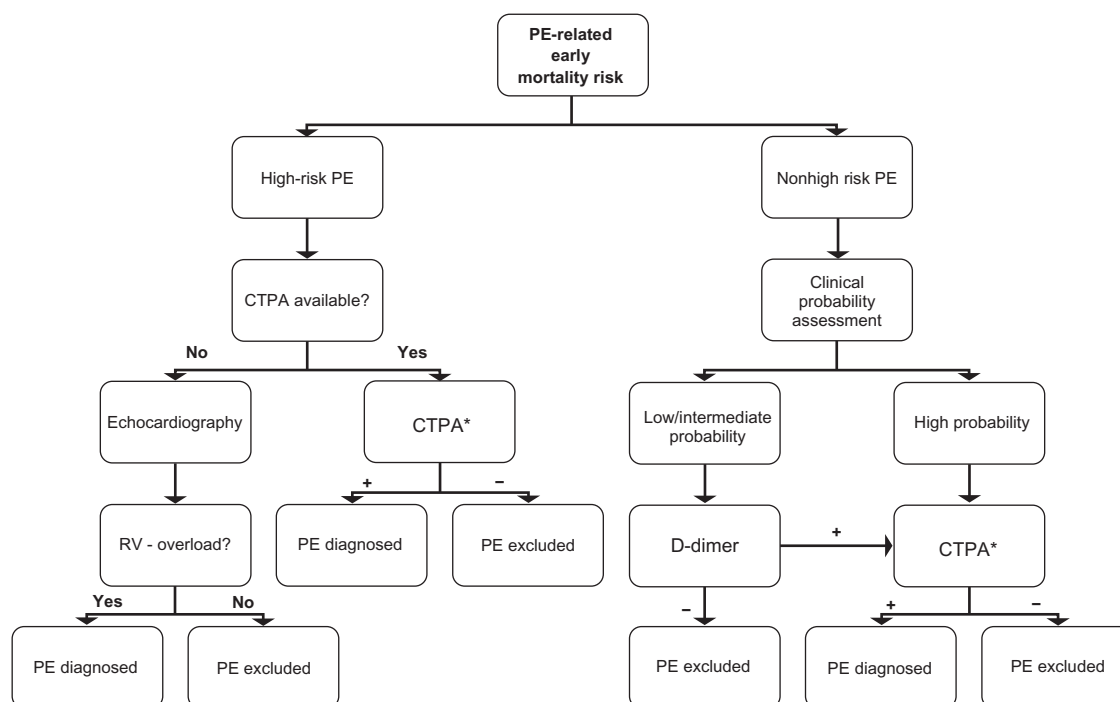 PE-related
early
mortality risk
High-risk PE
Nonhigh risk PE
CTPA available?
Clinical
probability
assessment
No
Yes
Echocardiography
CTPA*
Low/intermediate
probability
High probability
+
−
RV - overload?
PE diagnosed
PE excluded
D-dimer
+
CTPA*
Yes
No
−
+
−
PE diagnosed
PE excluded
PE excluded
PE diagnosed
PE excluded